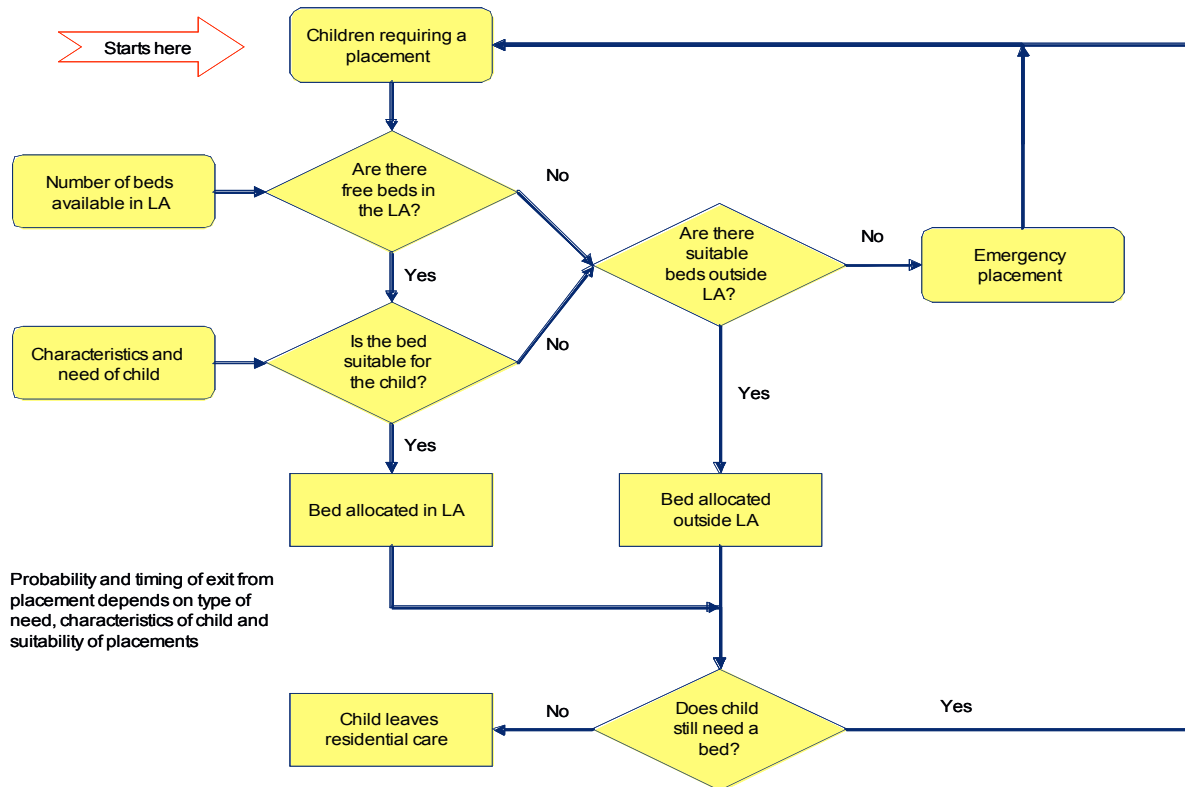 Starts here
Children requiring a
placement
Number of beds
available in LA
Are there
free beds in
the LA?
No
Are there
suitable
beds outside
LA?
No
Emergency
placement
Yes
Characteristics and
need of child
Is the bed
suitable for
the child?
No
Yes
Yes
Bed allocated in LA
Bed allocated
outside LA
Probability and timing of exit from
placement depends on type of
need, characteristics of child and
suitability of placements
Child leaves
residential care
No
Does child
still need a
bed?
Yes